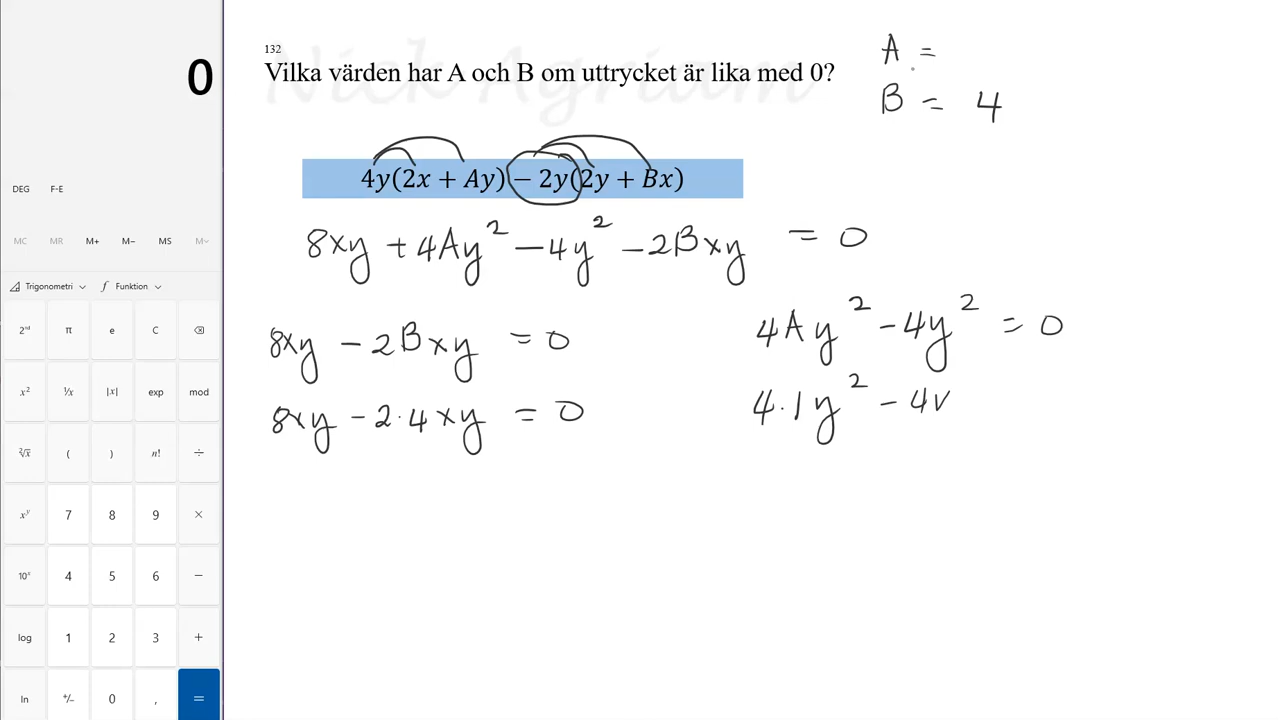 0
DEG F-E
MC MR M+ M− MS M˅
Trigonometri Funktion
2ⁿᵈ π e C
x² ¹/x |x| exp mod
²√x ( ) n! ÷
xʸ 7 8 9 ×
10ˣ 4 5 6 −
log 1 2 3 +
ln +/− 0 , =
Nick Agrium
132
Vilka värden har A och B om uttrycket är lika med 0?
A =
B = 4
4y(2x + Ay) − 2y(2y + Bx)
8xy + 4Ay² − 4y² − 2Bxy = 0
8xy − 2Bxy = 0
8xy − 2·4xy = 0
4Ay² − 4y² = 0
4·1y² − 4